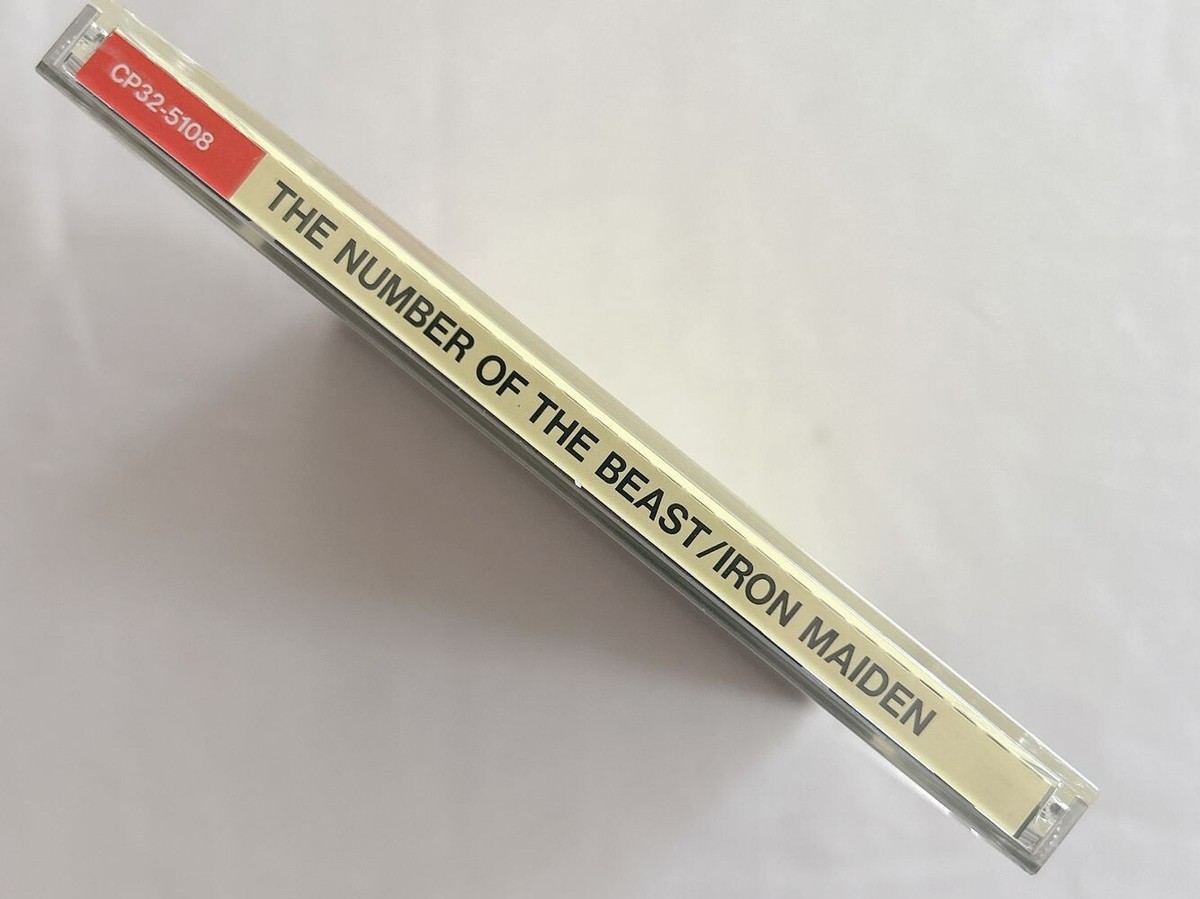 CP32-5108
THE NUMBER OF THE BEAST/IRON MAIDEN